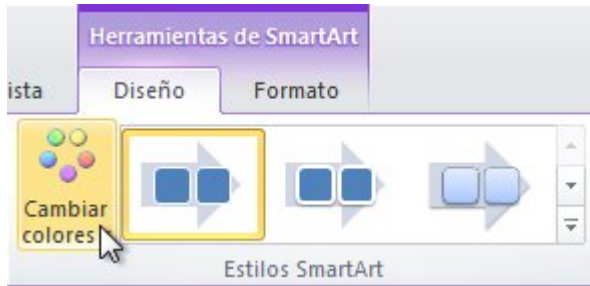 Herramientas de SmartArt
ista Diseño Formato
Cambiar
colores
Estilos SmartArt